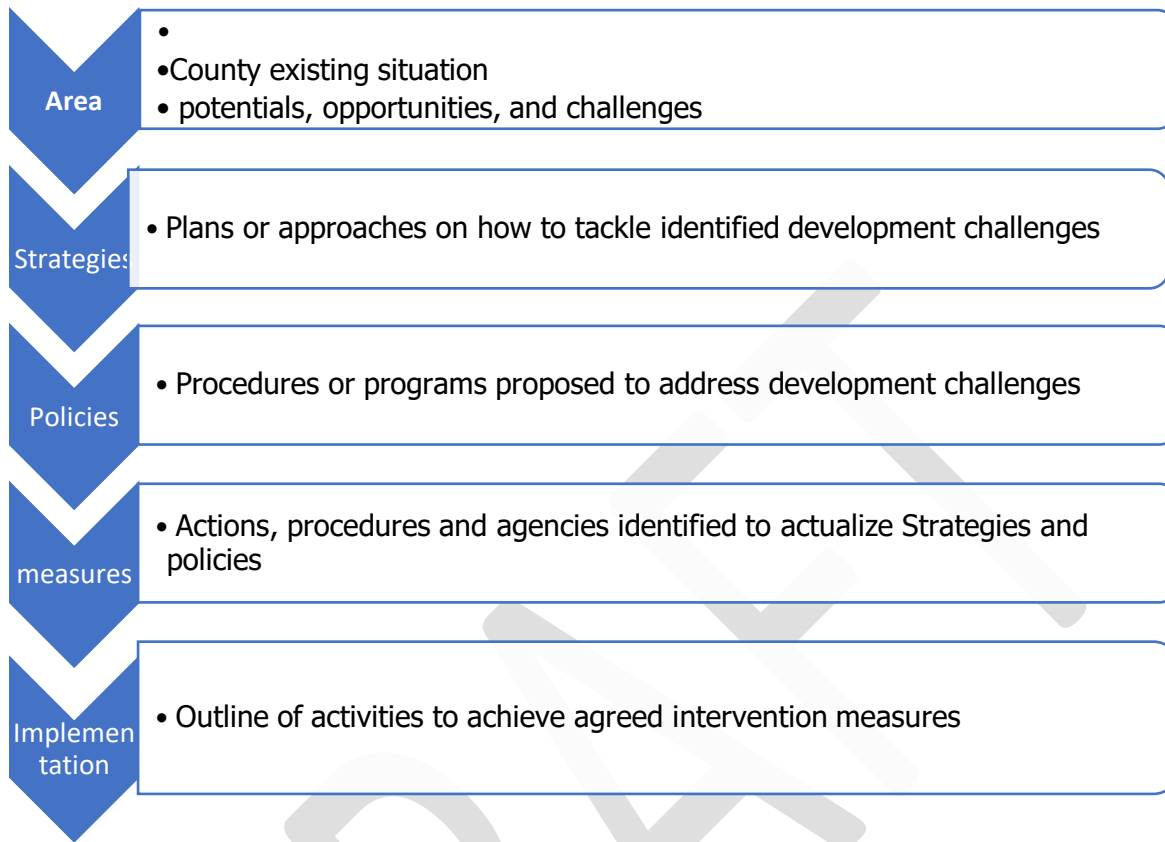 Area
•
•County existing situation
• potentials, opportunities, and challenges
Strategies
• Plans or approaches on how to tackle identified development challenges
Policies
• Procedures or programs proposed to address development challenges
measures
• Actions, procedures and agencies identified to actualize Strategies and
policies
Implemen
tation
• Outline of activities to achieve agreed intervention measures
DRAFT